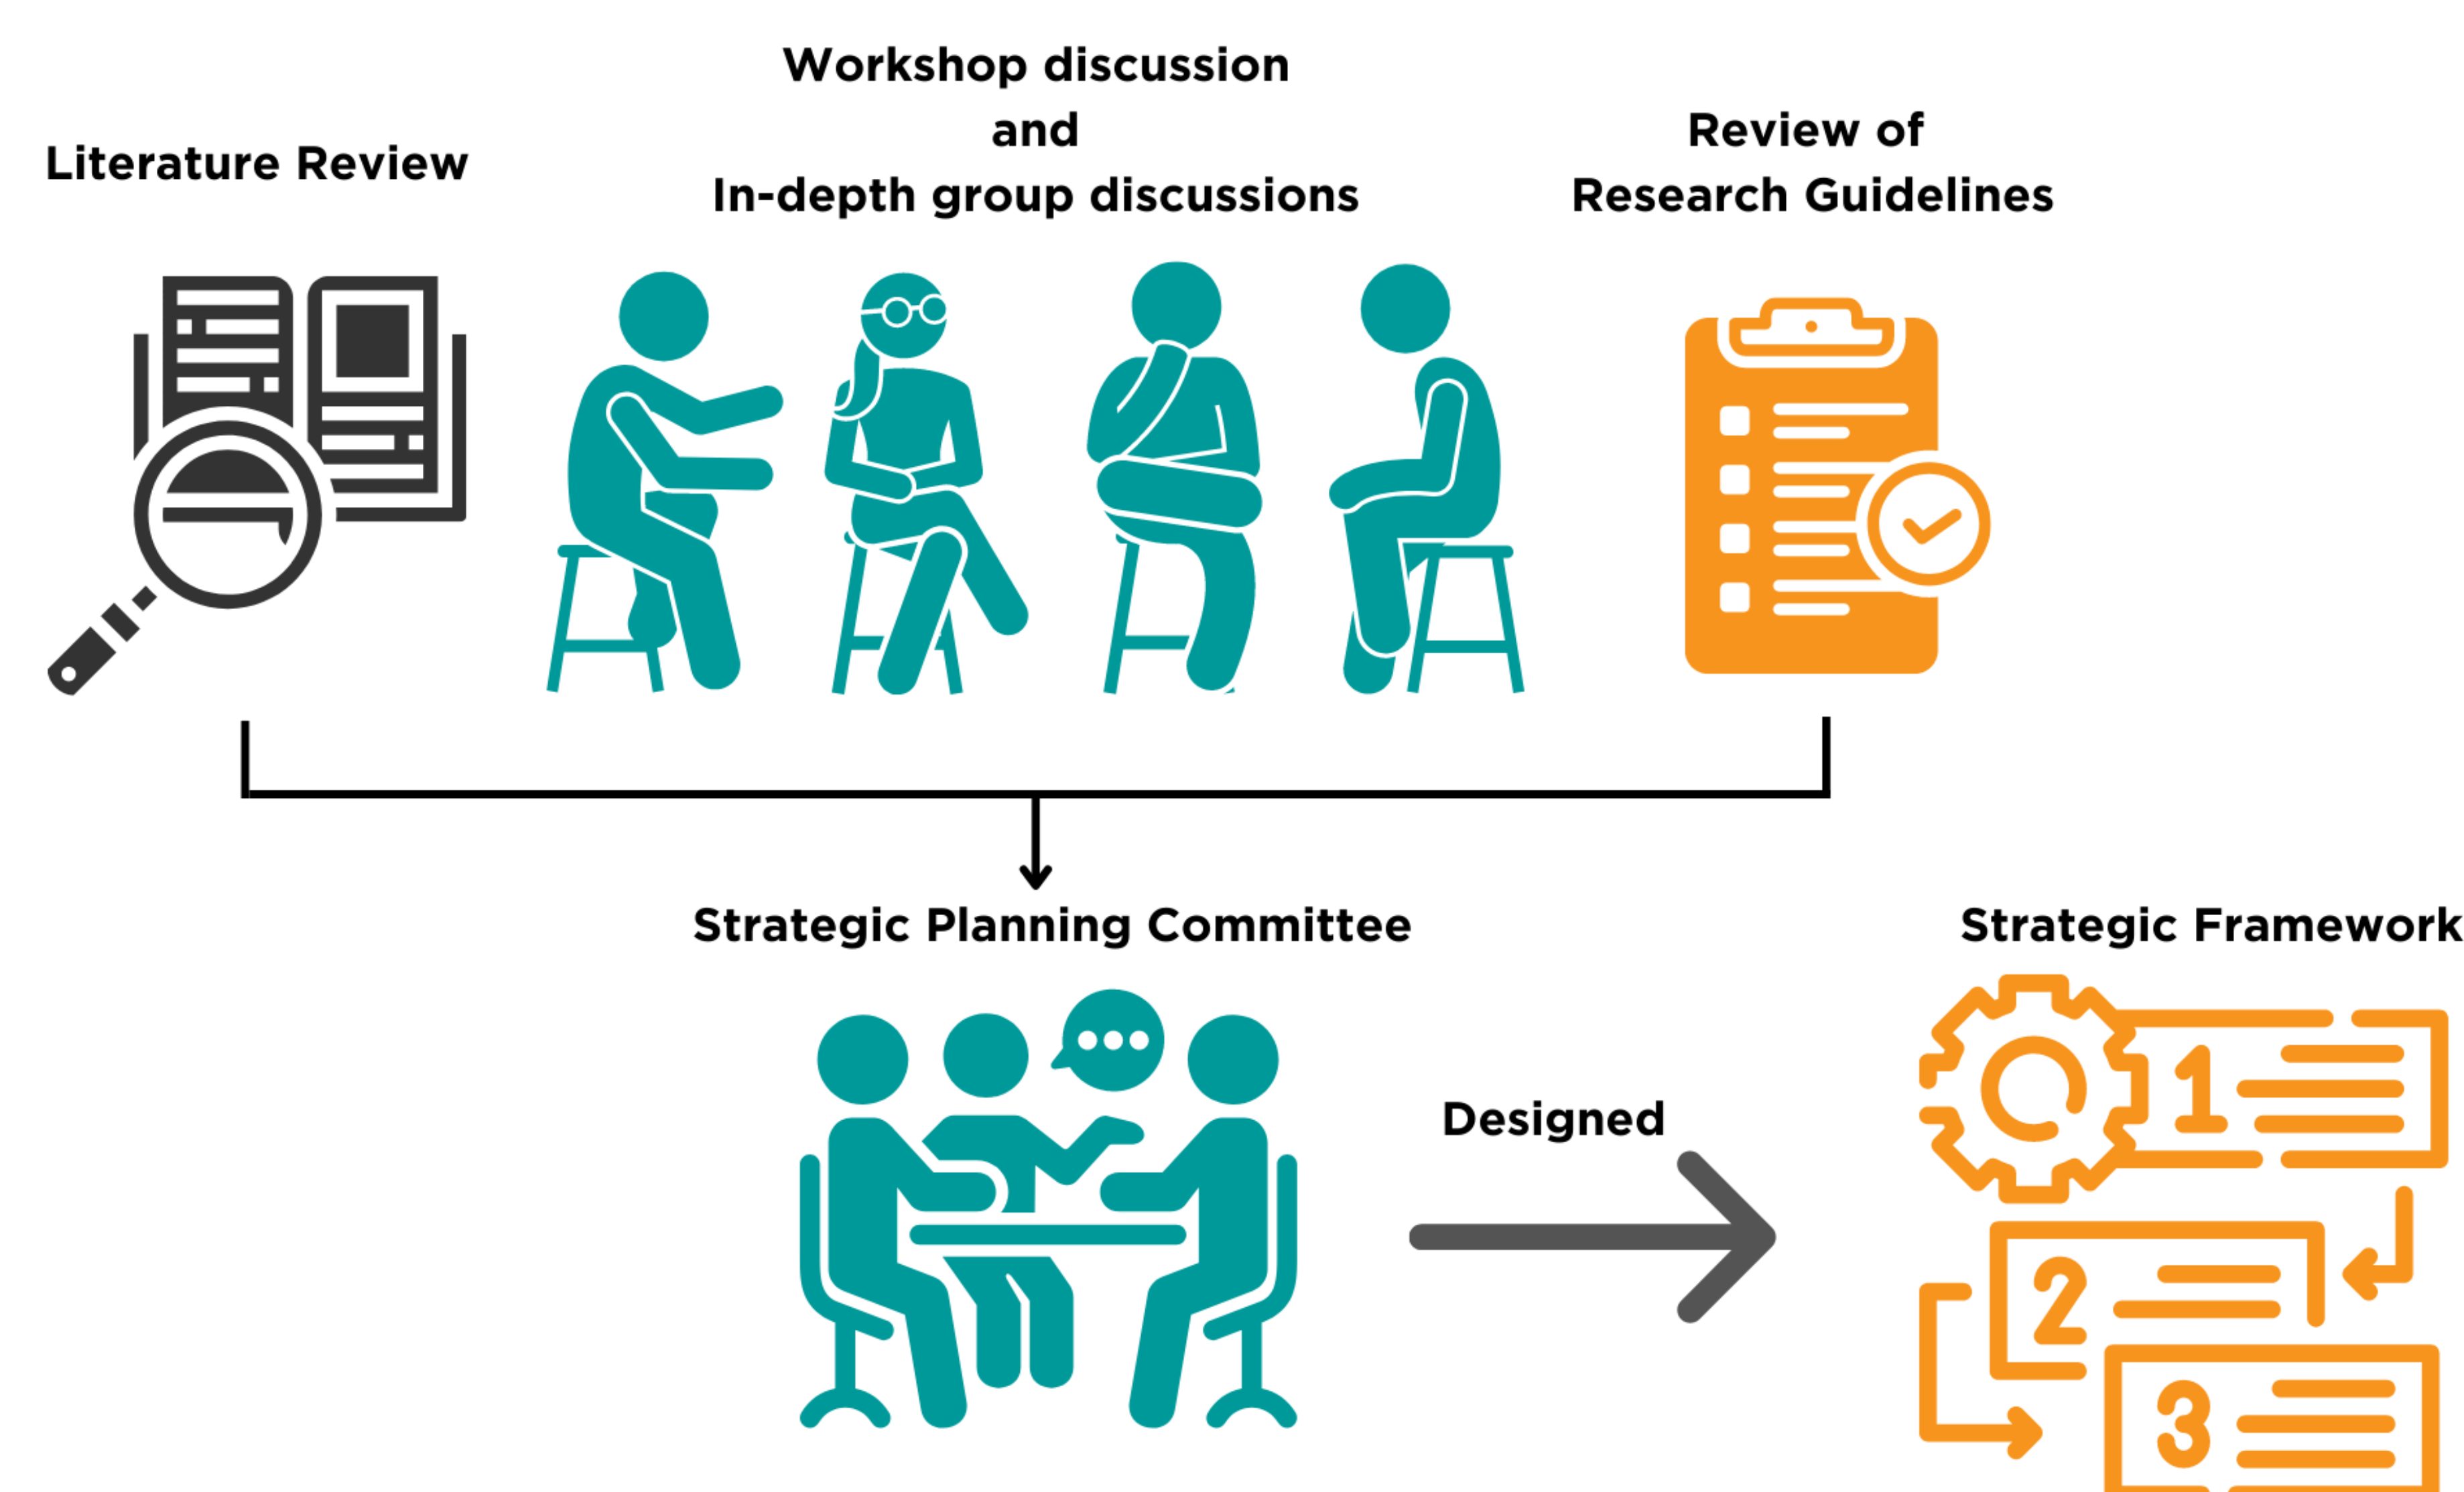 Literature Review
Workshop discussion
and
In-depth group discussions
Review of
Research Guidelines
Strategic Planning Committee
Designed
Strategic Framework
1
2
3